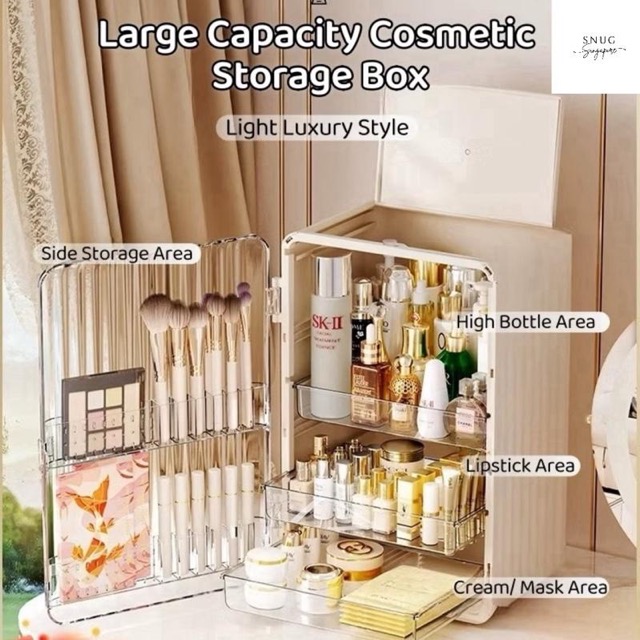 Large Capacity Cosmetic
Storage Box
SNUG
Singapore
Light Luxury Style
Side Storage Area
SK-II
High Bottle Area
Lipstick Area
Cream/ Mask Area